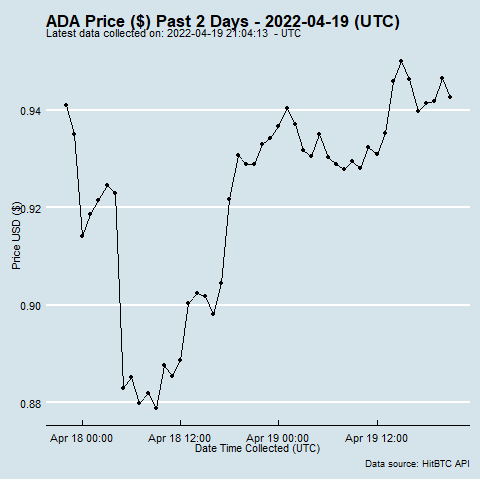 ADA Price ($) Past 2 Days - 2022-04-19 (UTC)
Latest data collected on: 2022-04-19 21:04:13 - UTC
Price USD ($)
0.94
0.92
0.90
0.88
Apr 18 00:00 Apr 18 12:00 Apr 19 00:00 Apr 19 12:00
Date Time Collected (UTC)
Data source: HitBTC API